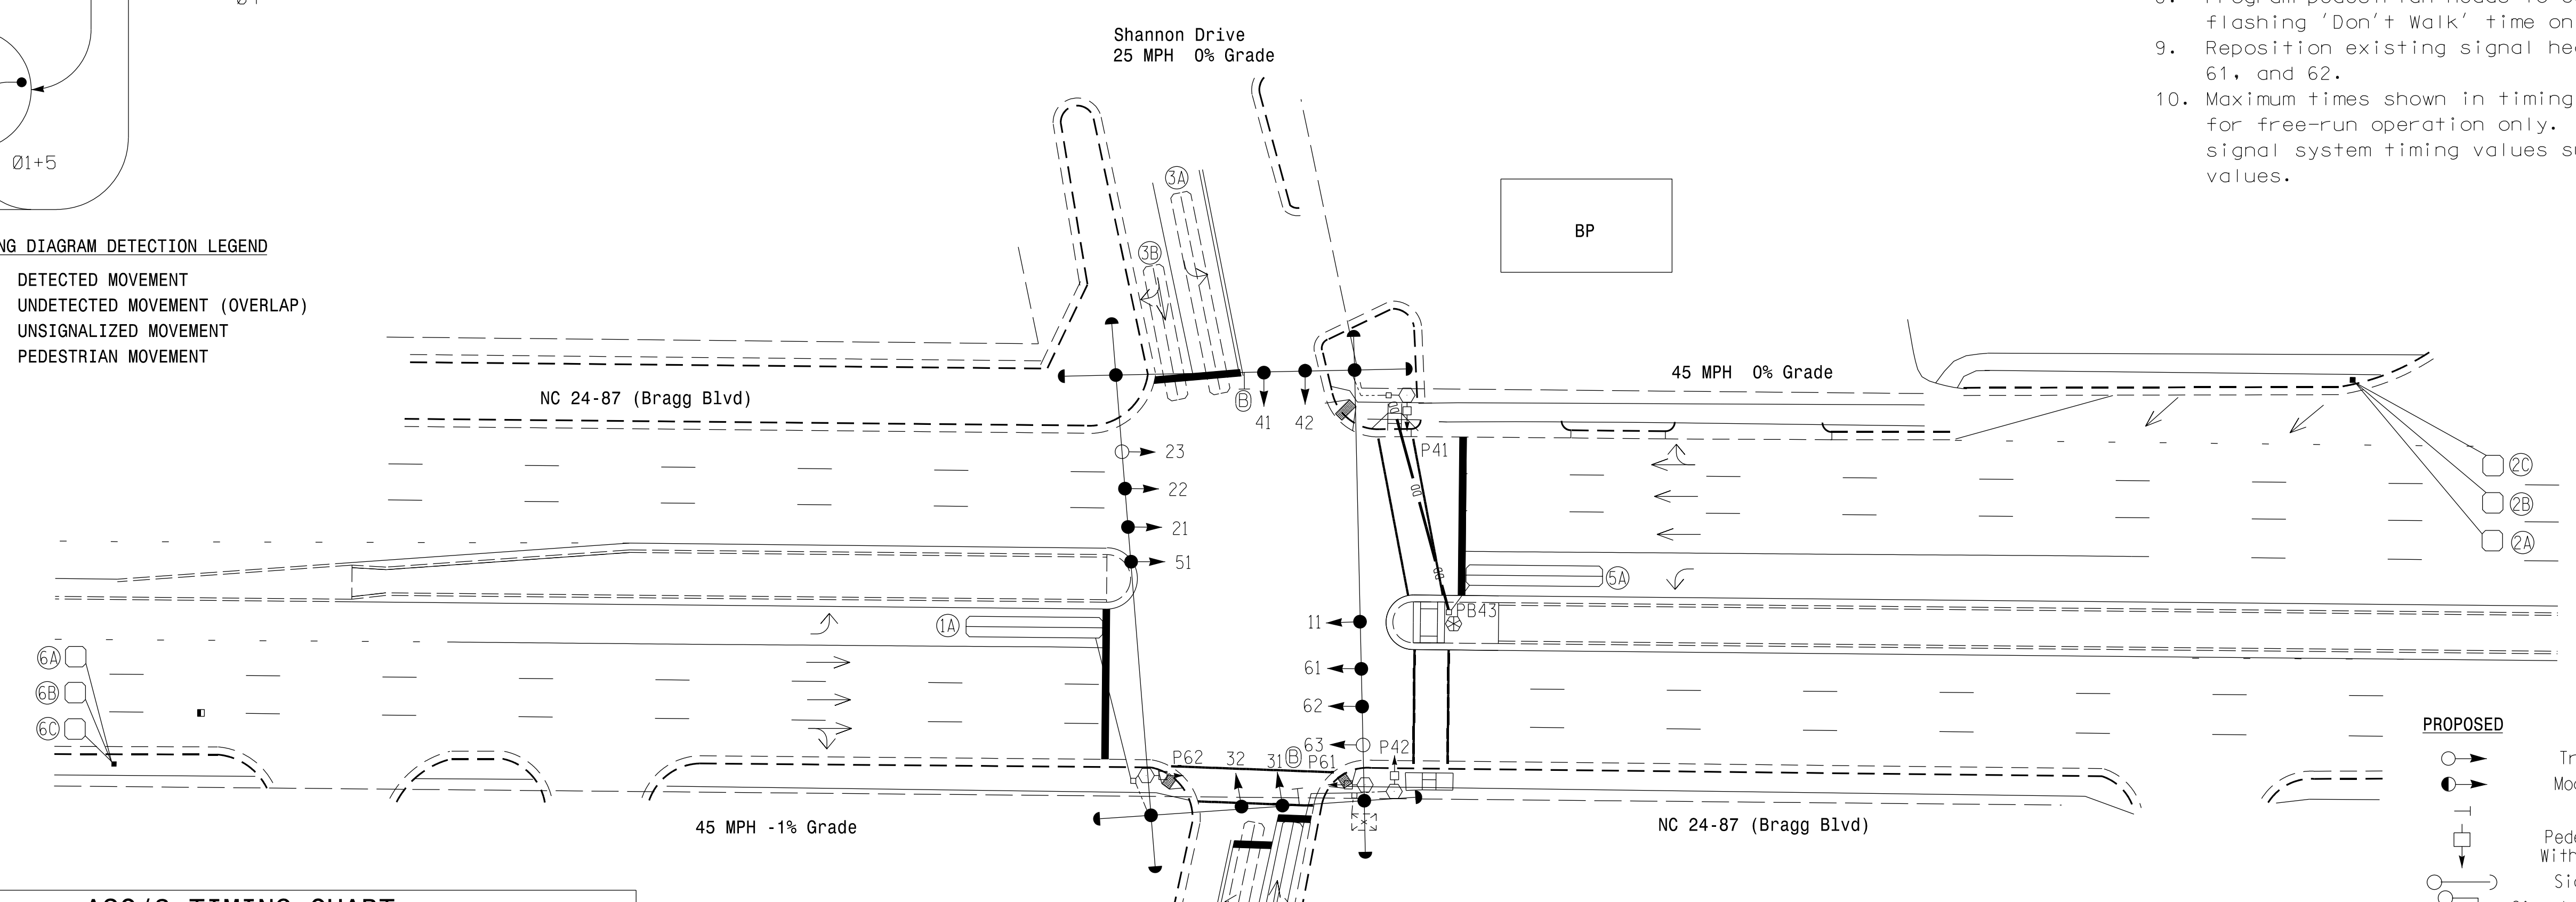 Shannon Drive
25 MPH 0% Grade
flashing 'Don't Walk' time on
9. Reposition existing signal
61, and 62.
10. Maximum times shown in timing
for free-run operation only.
signal system timing values
values.
Ø1+5
DIAGRAM DETECTION LEGEND
DETECTED MOVEMENT
UNDETECTED MOVEMENT (OVERLAP)
UNSIGNALIZED MOVEMENT
PEDESTRIAN MOVEMENT
3A
3B
BP
NC 24-87 (Bragg Blvd)
45 MPH 0% Grade
B
41
42
P41
23
22
21
51
2C
2B
2A
5A
PB43
1A
11
61
62
63
6A
6B
6C
P62
32
31
B
P61
P42
45 MPH -1% Grade
NC 24-87 (Bragg Blvd)
PROPOSED
TIMING CHART